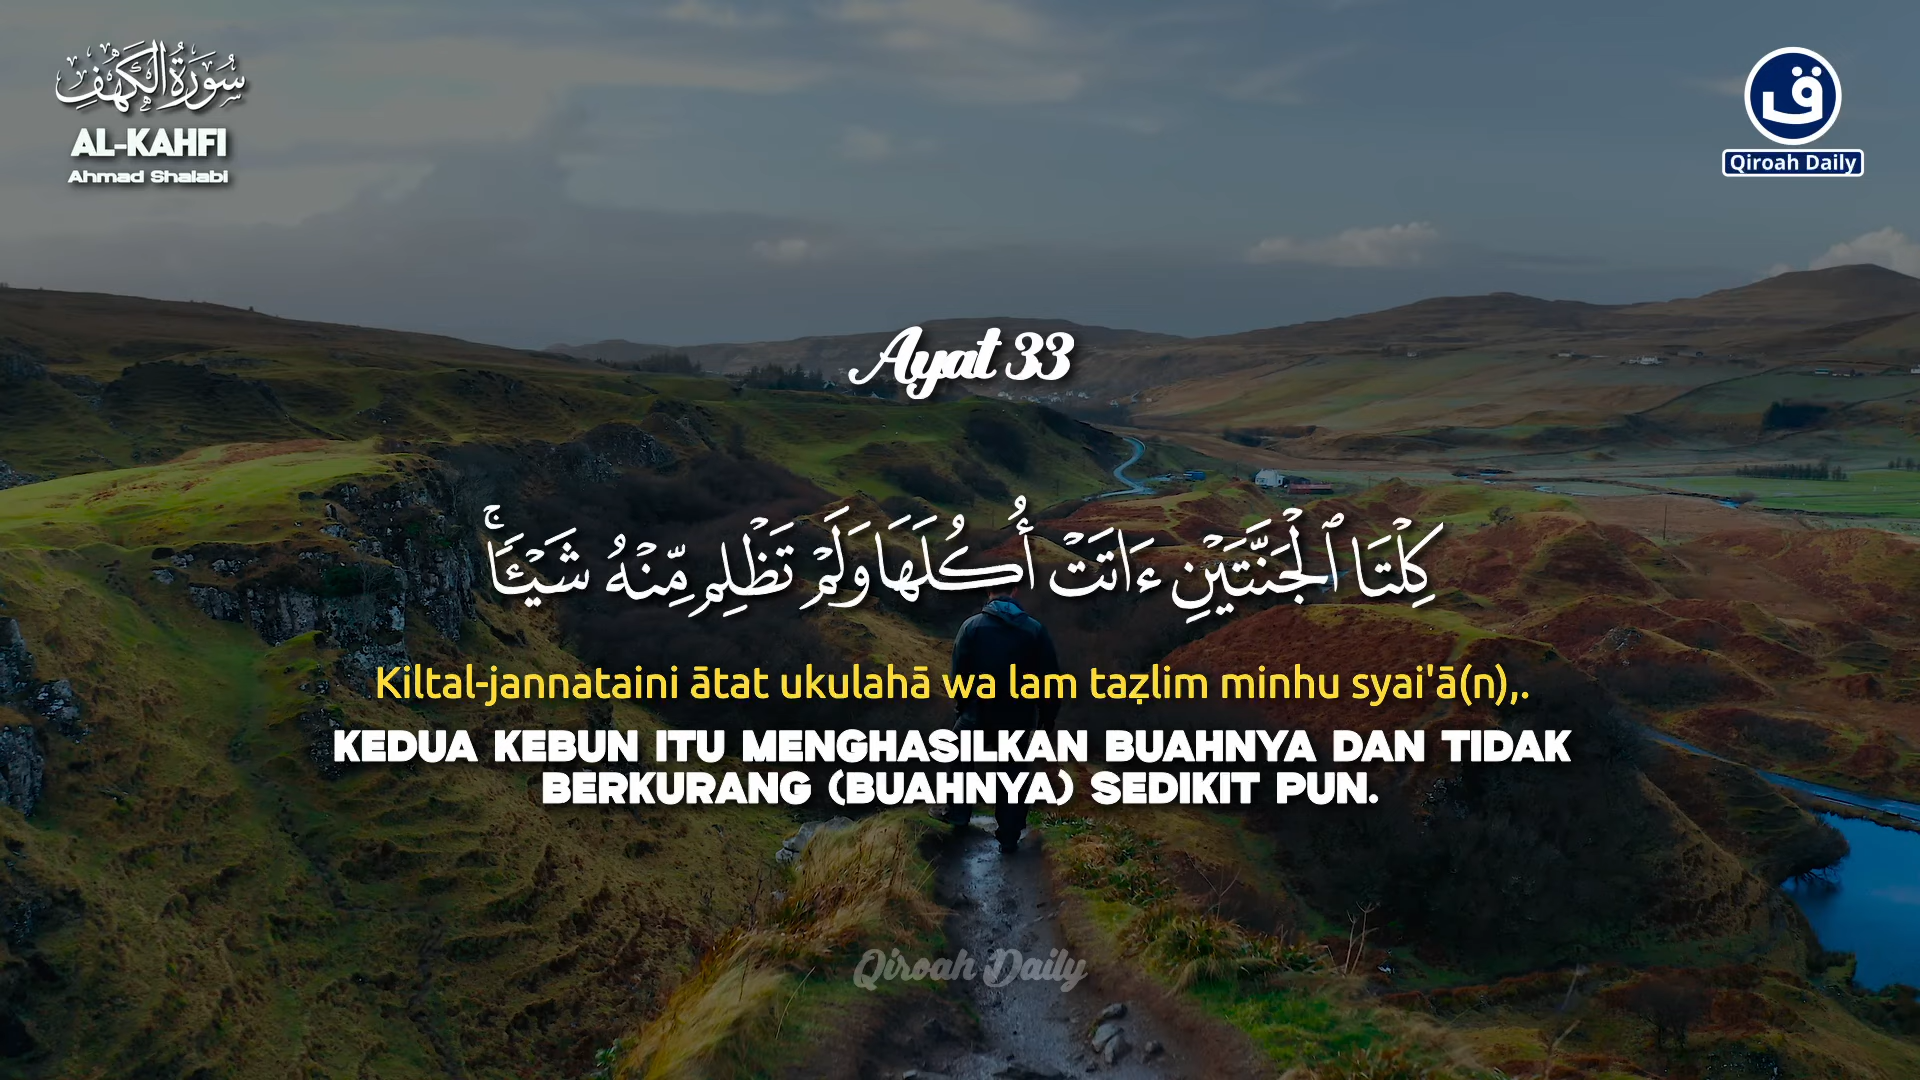 سُورَةُ الْكَهْفِ
AL-KAHFI
Ahmad Shalabi
ق
Qiroah Daily
Ayat 33
كِلْتَا ٱلْجَنَّتَيْنِ ءَاتَتْ أُكُلَهَا وَلَمْ تَظْلِم مِّنْهُ شَيْـًٔاۚ
Kiltal-jannataini ātat ukulahā wa lam taẓlim minhu syai'ā(n),.
KEDUA KEBUN ITU MENGHASILKAN BUAHNYA DAN TIDAK
BERKURANG (BUAHNYA) SEDIKIT PUN.
Qiroah Daily